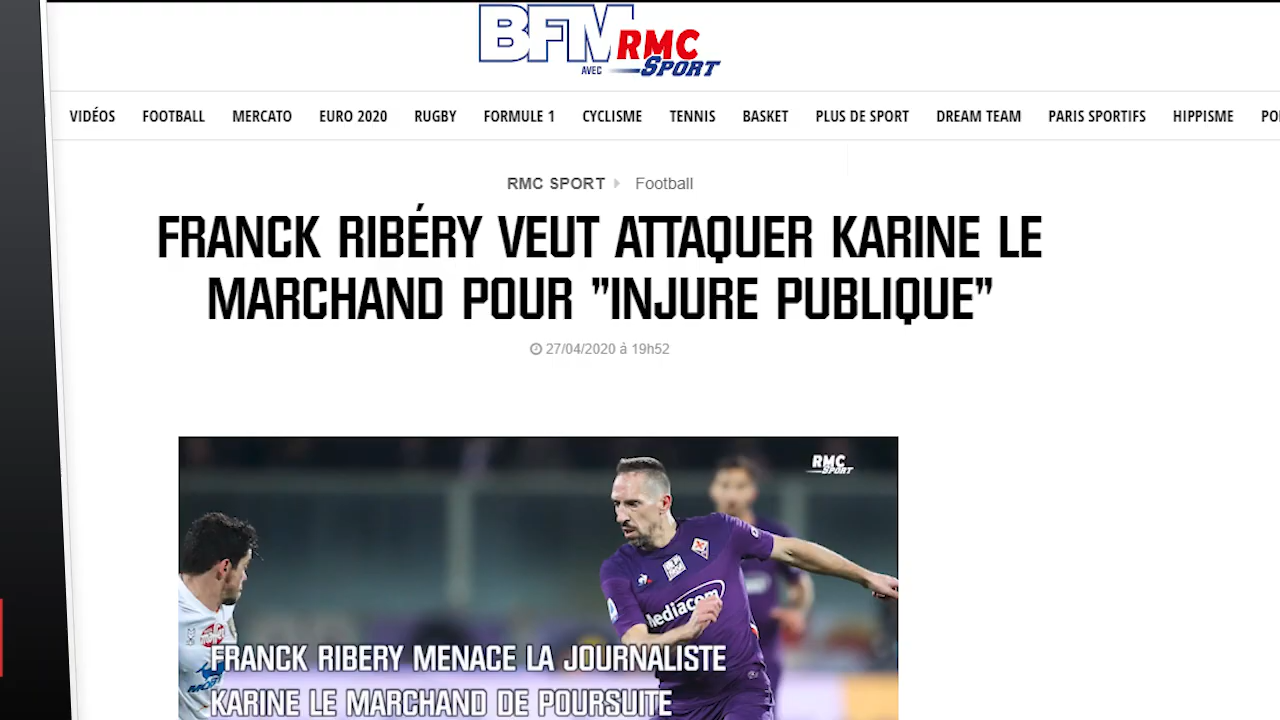 BFM RMC
AVEC SPORT
VIDÉOS FOOTBALL MERCATO EURO 2020 RUGBY FORMULE 1 CYCLISME TENNIS BASKET PLUS DE SPORT DREAM TEAM PARIS SPORTIFS HIPPISME PO
RMC SPORT Football
FRANCK RIBÉRY VEUT ATTAQUER KARINE LE
MARCHAND POUR "INJURE PUBLIQUE"
27/04/2020 à 19h52
RMC
SPORT
Mediacom
FRANCK RIBERY MENACE LA JOURNALISTE
KARINE LE MARCHAND DE POURSUITE